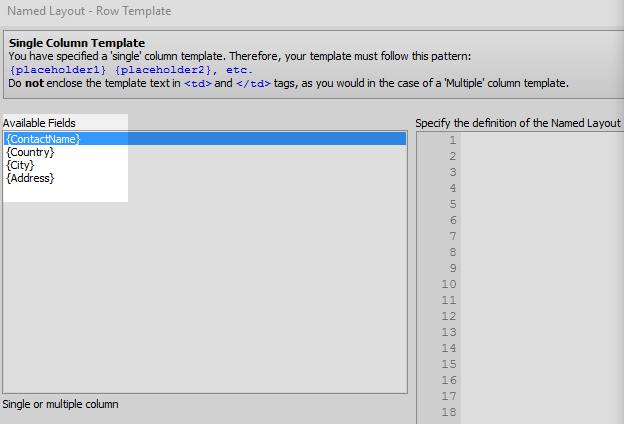 Named Layout - Row Template
Single Column Template
You have specified a 'single' column template. Therefore, your template must follow this pattern:
{placeholder1} {placeholder2}, etc.
Do not enclose the template text in <td> and </td> tags, as you would in the case of a 'Multiple' column template.
Available Fields
{ContactName}
{Country}
{City}
{Address}
Single or multiple column
Specify the definition of the Named Layout
1
2
3
4
5
6
7
8
9
10
11
12
13
14
15
16
17
18